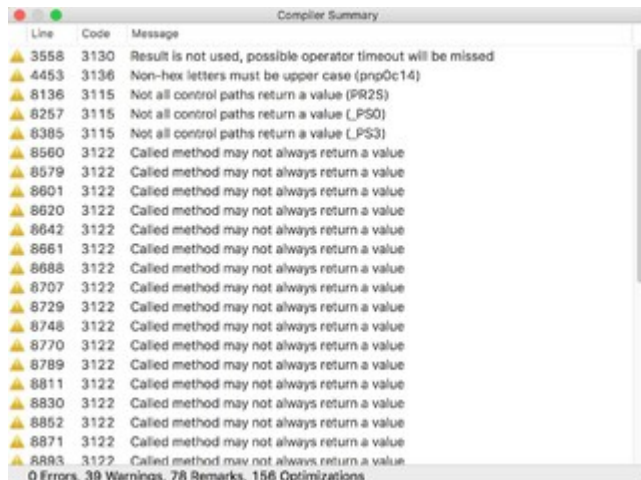 Compiler Summary
Line Code Message
3558 3130 Result is not used, possible operator timeout will be missed
4453 3136 Non-hex letters must be upper case (pnp0c14)
8136 3115 Not all control paths return a value (PR2S)
8257 3115 Not all control paths return a value (_PS0)
8385 3115 Not all control paths return a value (_PS3)
8560 3122 Called method may not always return a value
8579 3122 Called method may not always return a value
8601 3122 Called method may not always return a value
8620 3122 Called method may not always return a value
8642 3122 Called method may not always return a value
8661 3122 Called method may not always return a value
8688 3122 Called method may not always return a value
8707 3122 Called method may not always return a value
8729 3122 Called method may not always return a value
8748 3122 Called method may not always return a value
8770 3122 Called method may not always return a value
8789 3122 Called method may not always return a value
8811 3122 Called method may not always return a value
8830 3122 Called method may not always return a value
8852 3122 Called method may not always return a value
8871 3122 Called method may not always return a value
8893 3122 Called method may not always return a value
0 Errors, 39 Warnings, 78 Remarks, 156 Optimizations